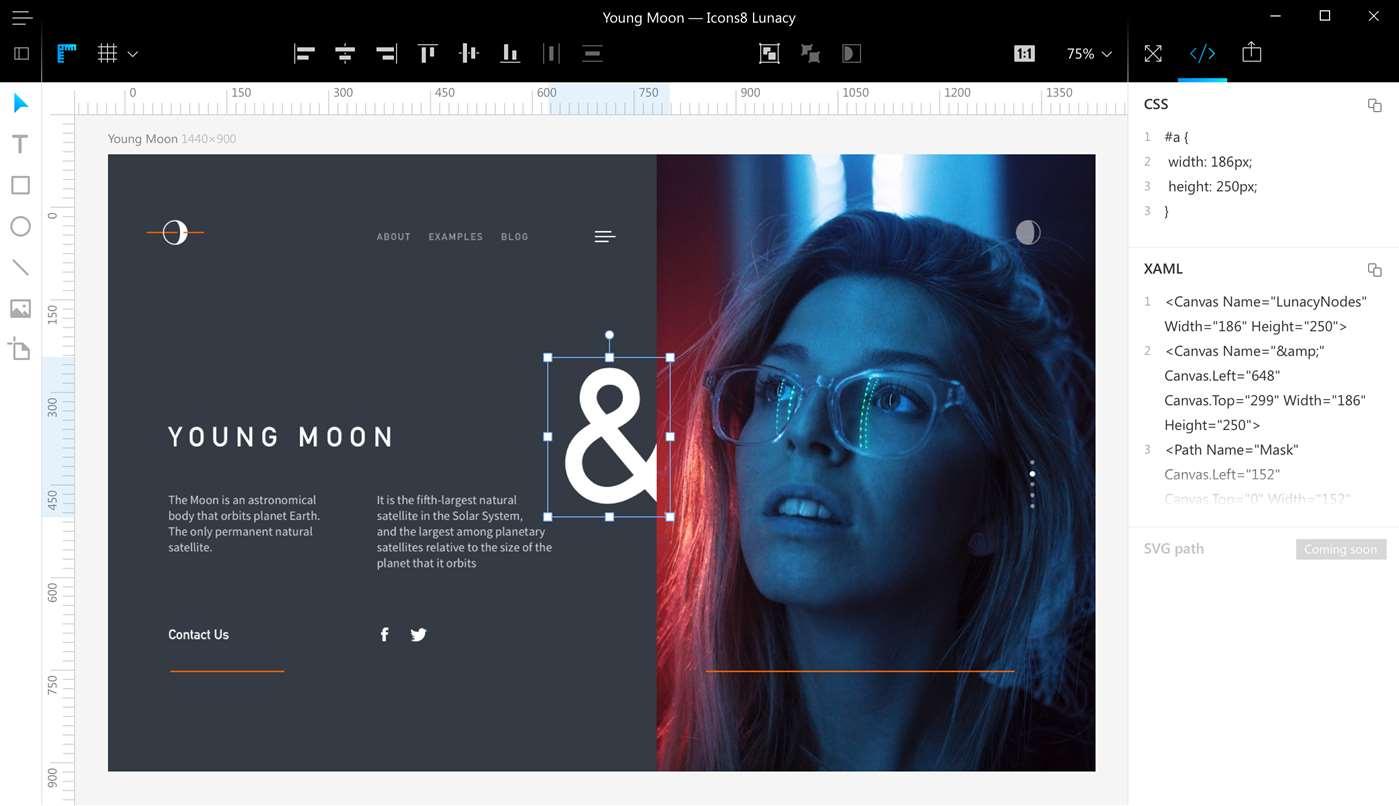 Young Moon — Icons8 Lunacy
1:1
75%
0 150 300 450 600 750 900 1050 1200 1350
Young Moon 1440×900
0
150
300
450
600
750
900
ABOUT EXAMPLES BLOG
&
YOUNG MOON
The Moon is an astronomical
body that orbits planet Earth.
The only permanent natural
satellite.
It is the fifth-largest natural
satellite in the Solar System,
and the largest among planetary
satellites relative to the size of the
planet that it orbits
Contact Us
CSS
1 #a {
2 width: 186px;
3 height: 250px;
3 }
XAML
1 <Canvas Name="LunacyNodes"
Width="186" Height="250">
2 <Canvas Name="&amp;"
Canvas.Left="648"
Canvas.Top="299" Width="186"
Height="250">
3 <Path Name="Mask"
Canvas.Left="152"
Canvas.Top="0" Width="152"
SVG path
Coming soon